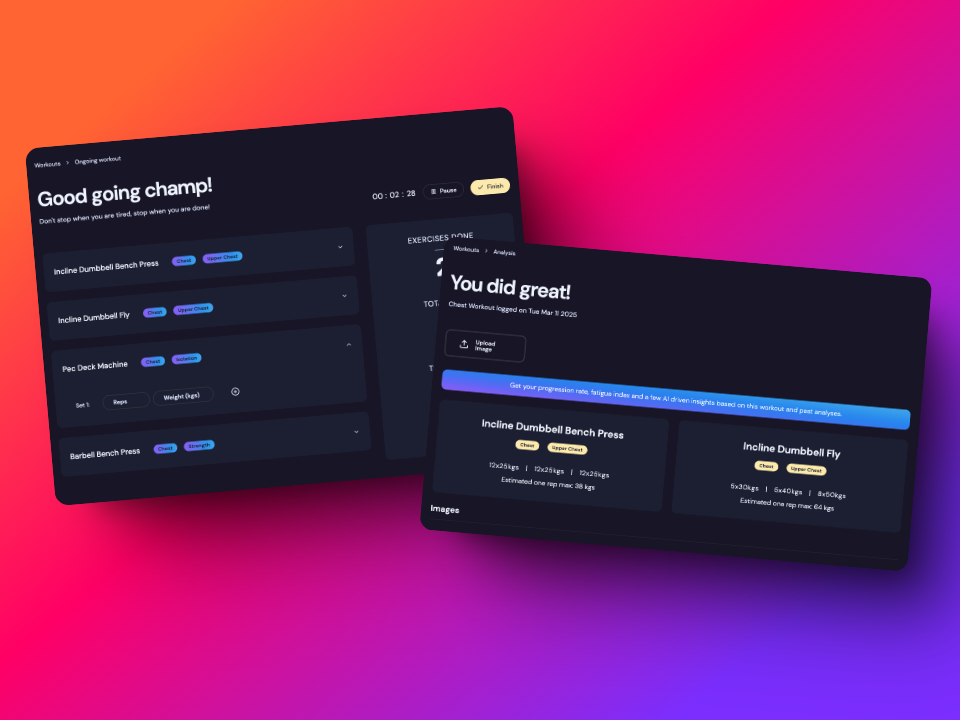 Workouts > Ongoing workout
Good going champ!
Don't stop when you are tired, stop when you are done!
00 : 02 : 28
Pause
Finish
Incline Dumbbell Bench Press Chest Upper Chest
Incline Dumbbell Fly Chest Upper Chest
Pec Deck Machine Chest Isolation
Set 1: Reps Weight (kgs)
Barbell Bench Press Chest Strength
EXERCISES DONE
Workouts > Analysis
You did great!
Chest Workout logged on Tue Mar 11 2025
Upload
Image
Get your progression rate, fatigue index and a few AI driven insights based on this workout and past analyses.
Incline Dumbbell Bench Press
Chest Upper Chest
12x25kgs | 12x25kgs | 12x25kgs
Estimated one rep max: 38 kgs
Incline Dumbbell Fly
Chest Upper Chest
5x30kgs | 5x40kgs | 8x50kgs
Estimated one rep max: 64 kgs
Images